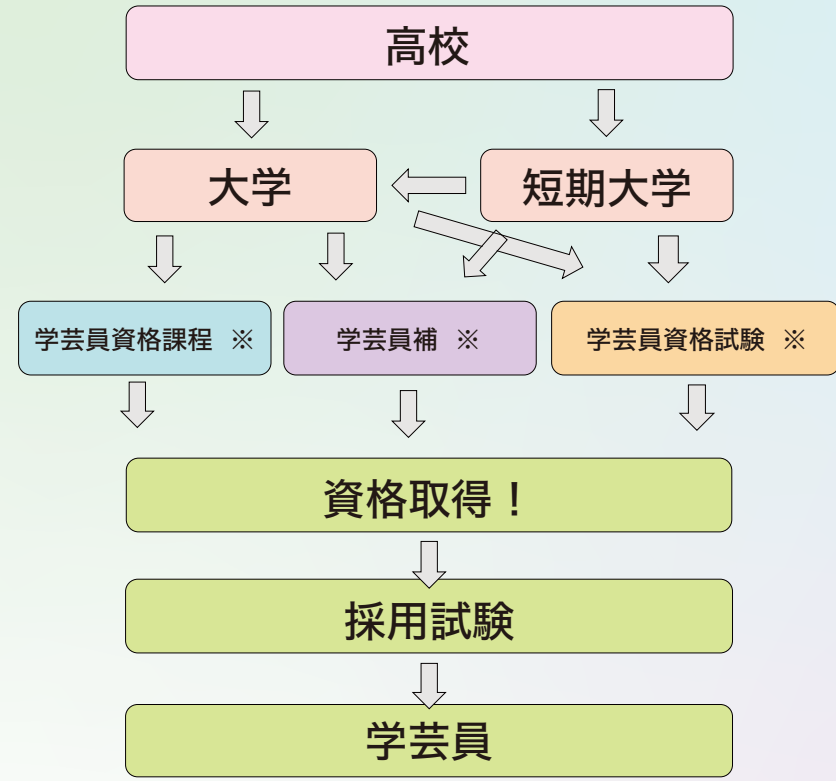 高校
大学
短期大学
学芸員資格課程 ※
学芸員補 ※
学芸員資格試験 ※
資格取得！
採用試験
学芸員